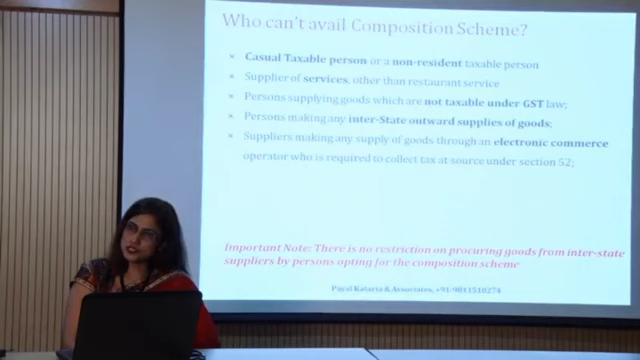 Who can't avail Composition Scheme?
× Casual Taxable person or a non-resident taxable person
× Supplier of services, other than restaurant service
× Persons supplying goods which are not taxable under GST law;
× Persons making any inter-State outward supplies of goods;
× Suppliers making any supply of goods through an electronic commerce
operator who is required to collect tax at source under section 52;
Important Note: There is no restriction on procuring goods from inter-state
suppliers by persons opting for the composition scheme
Payal Kataria & Associates, +91-9811510274